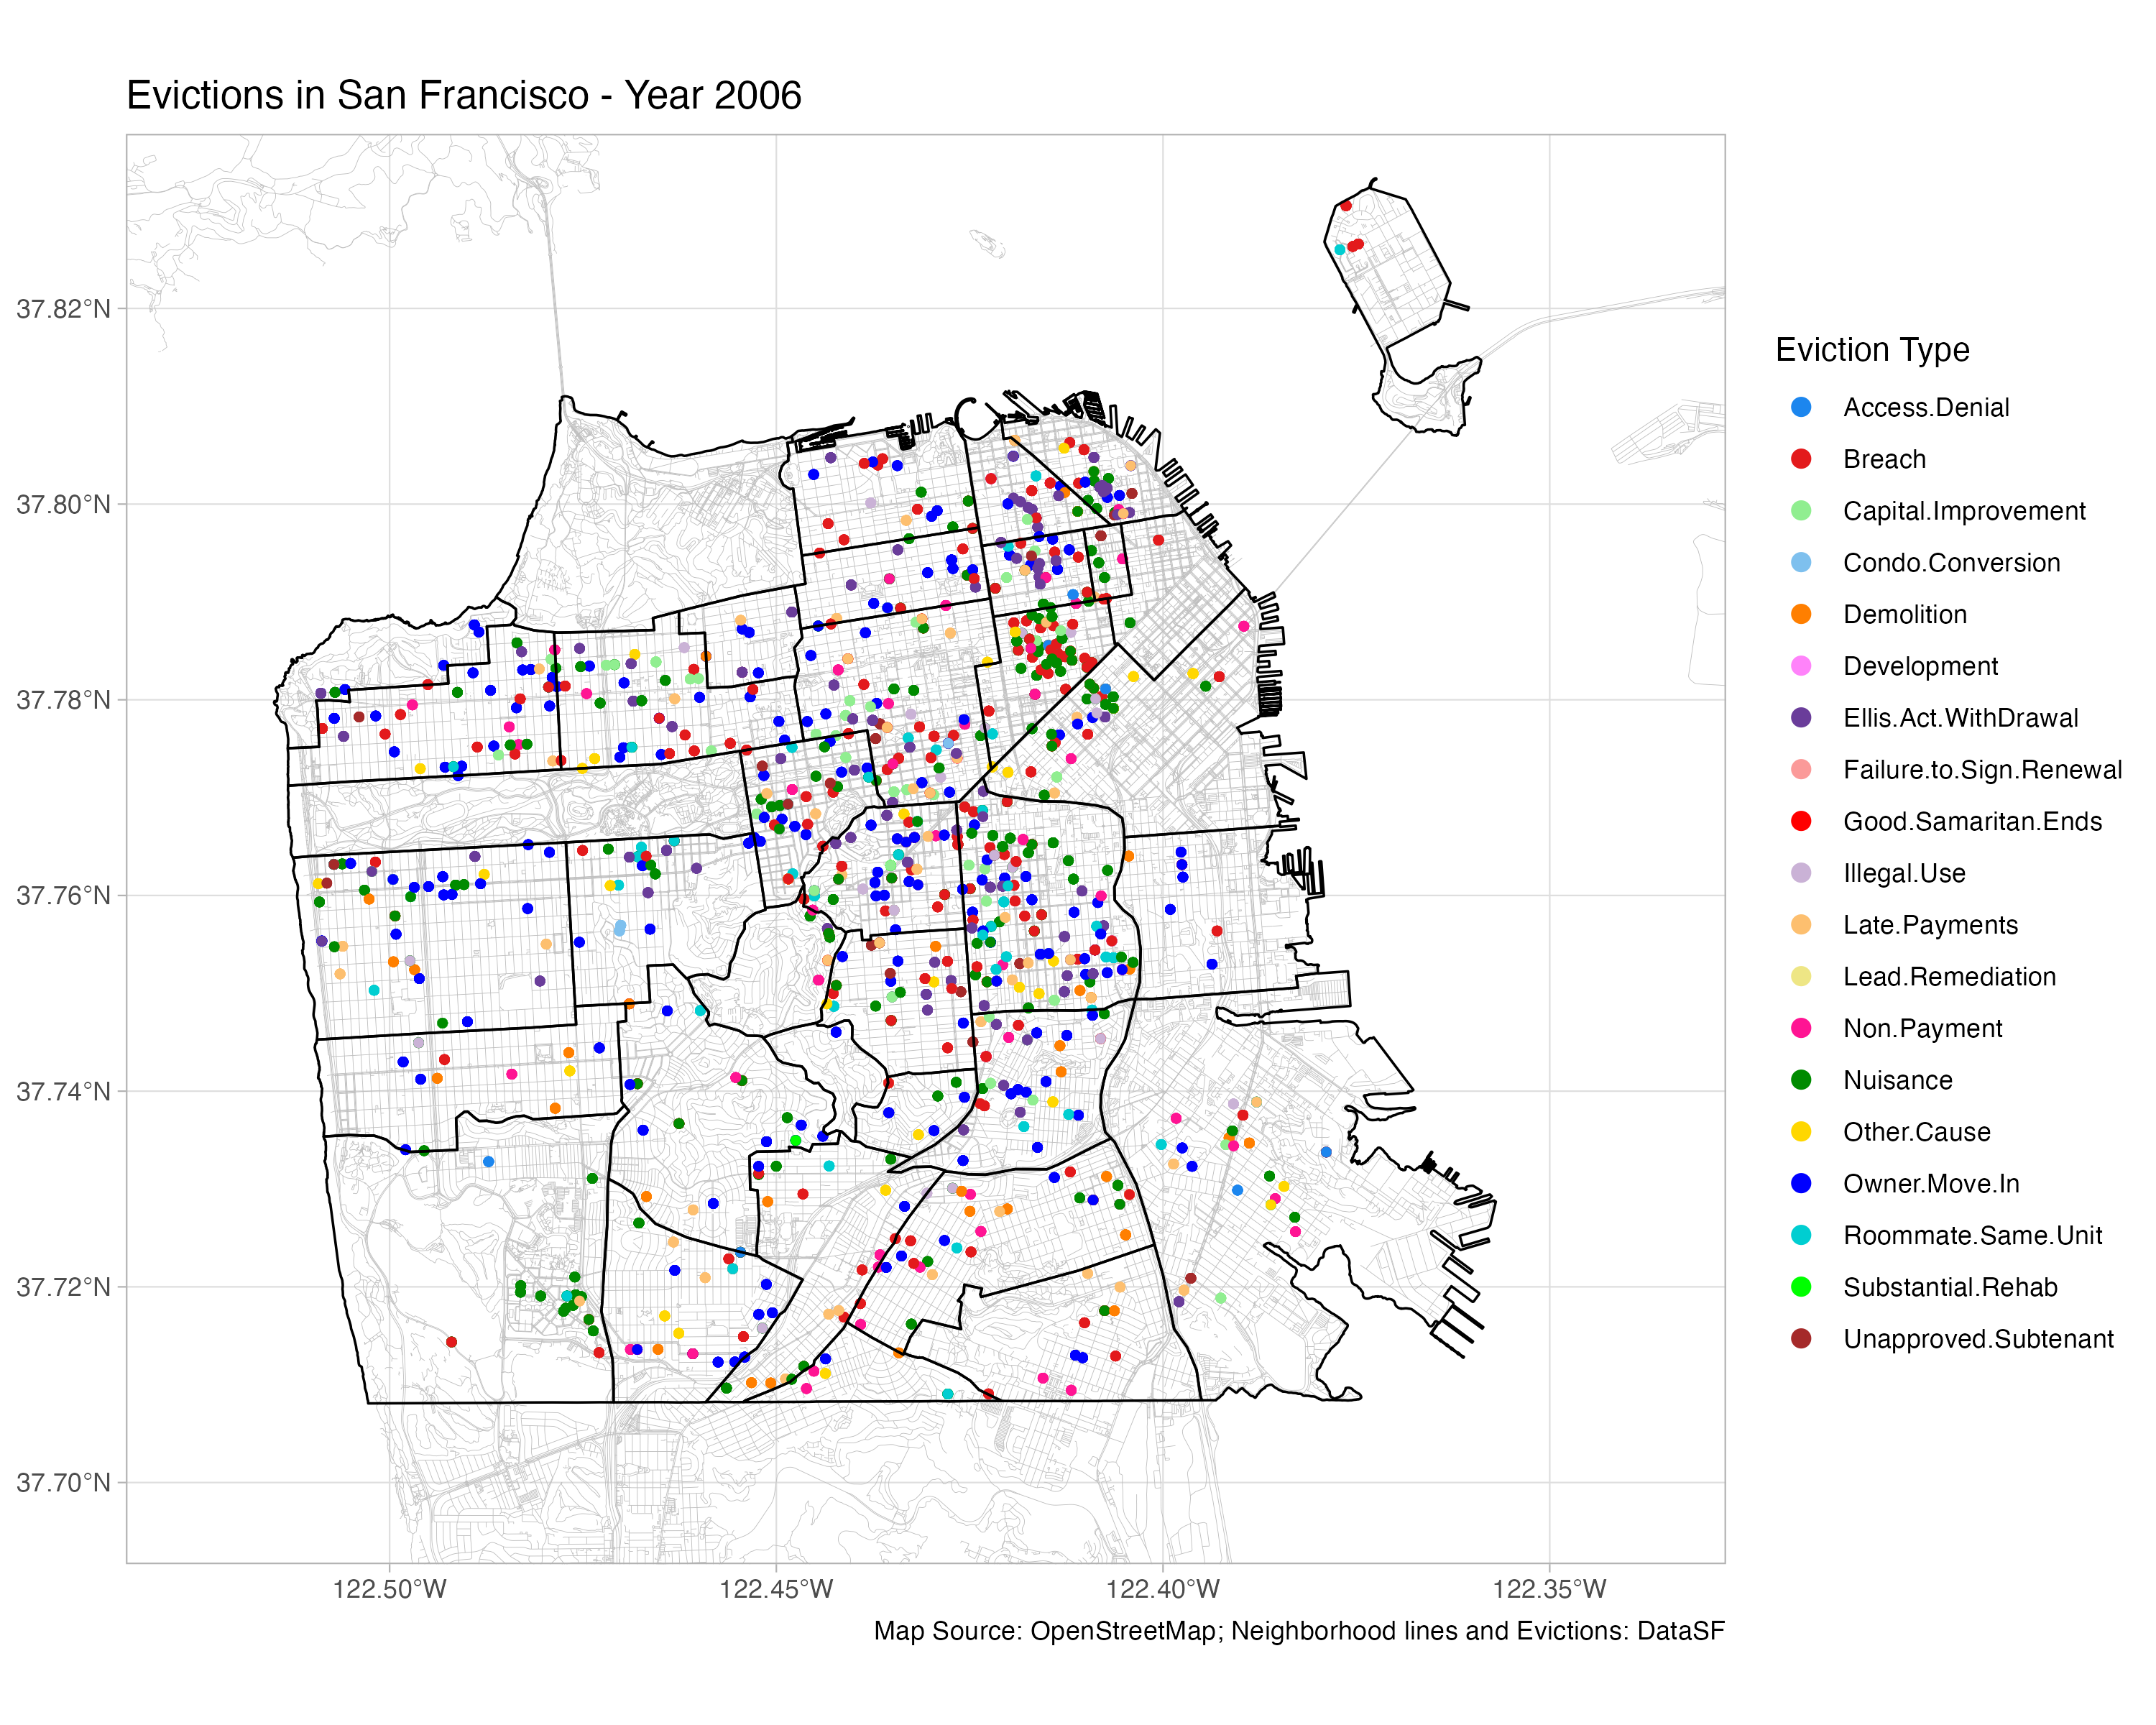 Evictions in San Francisco - Year 2006
37.82°N
37.80°N
37.78°N
37.76°N
37.74°N
37.72°N
37.70°N
122.50°W
122.45°W
122.40°W
122.35°W
Eviction Type
Access.Denial
Breach
Capital.Improvement
Condo.Conversion
Demolition
Development
Ellis.Act.WithDrawal
Failure.to.Sign.Renewal
Good.Samaritan.Ends
Illegal.Use
Late.Payments
Lead.Remediation
Non.Payment
Nuisance
Other.Cause
Owner.Move.In
Roommate.Same.Unit
Substantial.Rehab
Unapproved.Subtenant
Map Source: OpenStreetMap; Neighborhood lines and Evictions: DataSF